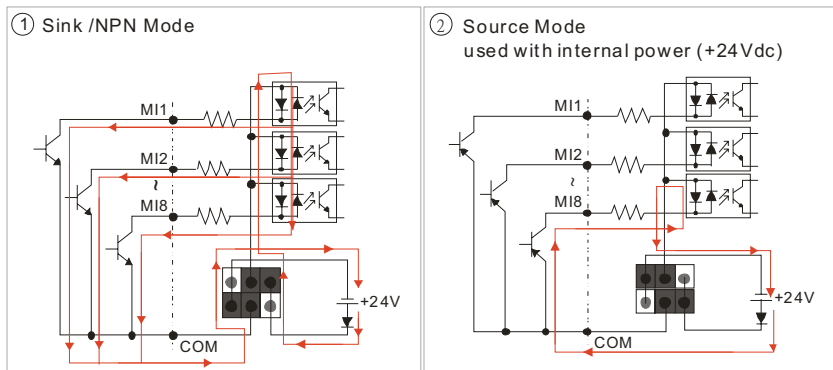 ① Sink /NPN Mode
MI1
MI2
~
MI8
+24V
COM
② Source Mode
used with internal power (+24Vdc)
MI1
MI2
~
MI8
+24V
COM